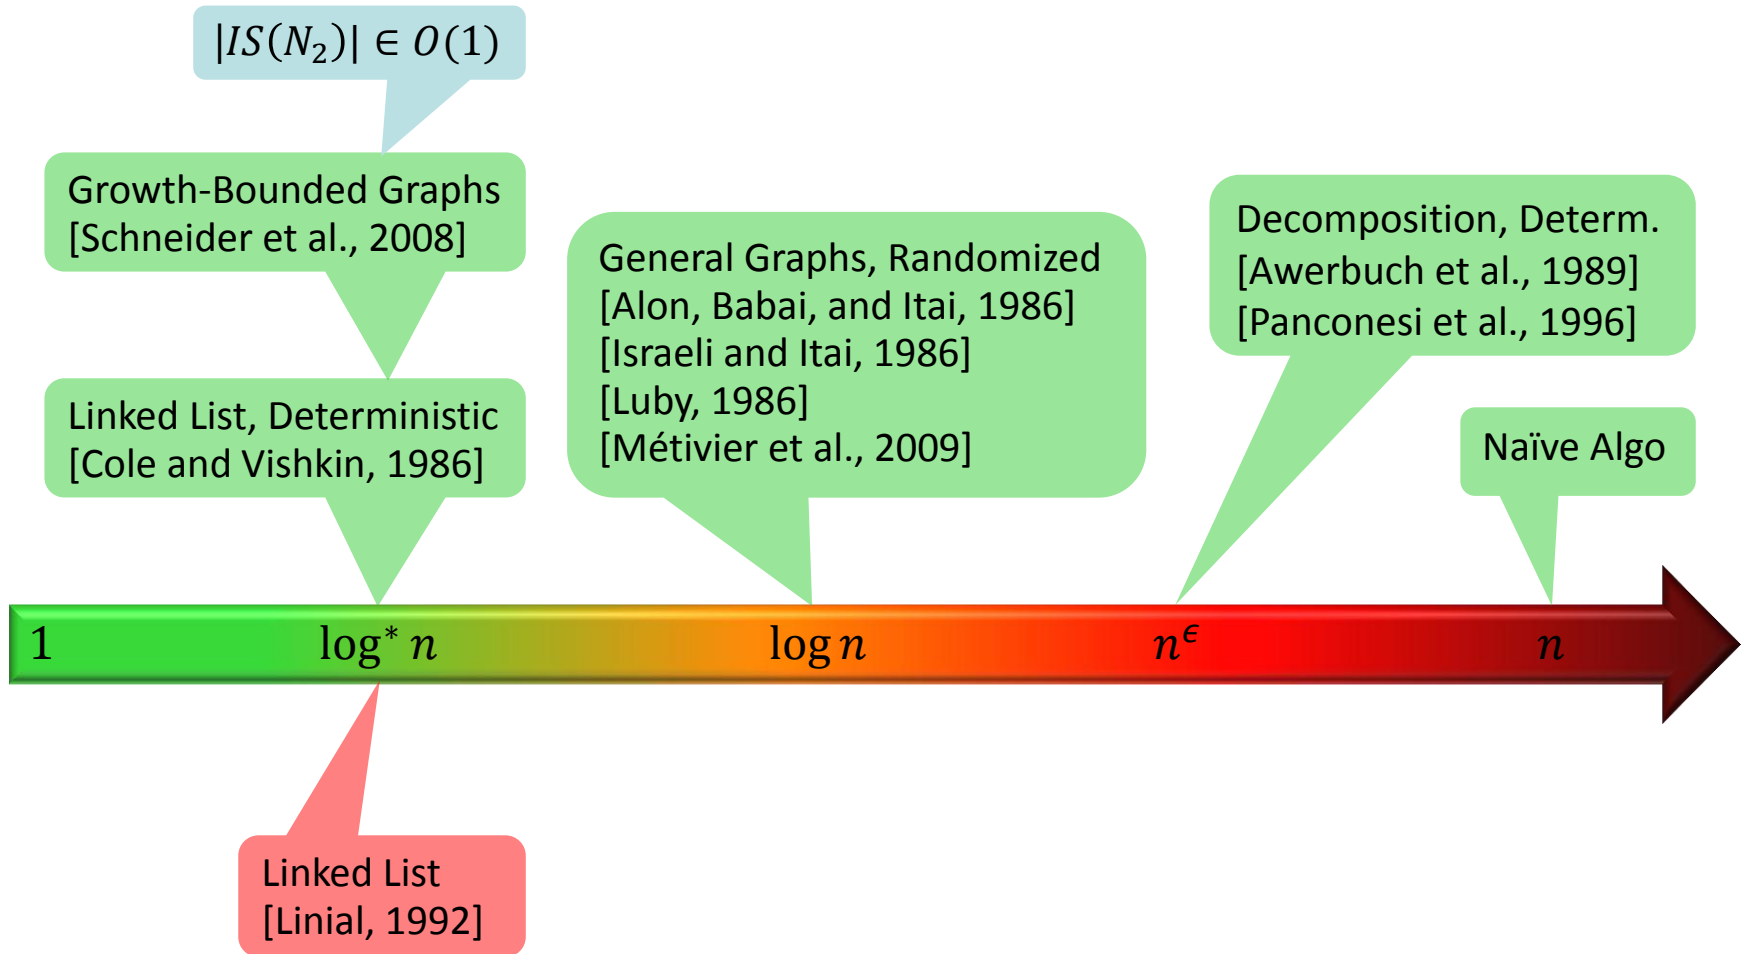 |IS(N₂)| ∈ O(1)
Growth-Bounded Graphs
[Schneider et al., 2008]
Linked List, Deterministic
[Cole and Vishkin, 1986]
General Graphs, Randomized
[Alon, Babai, and Itai, 1986]
[Israeli and Itai, 1986]
[Luby, 1986]
[Métivier et al., 2009]
Decomposition, Determ.
[Awerbuch et al., 1989]
[Panconesi et al., 1996]
Naïve Algo
1 log* n log n n^ϵ n
Linked List
[Linial, 1992]